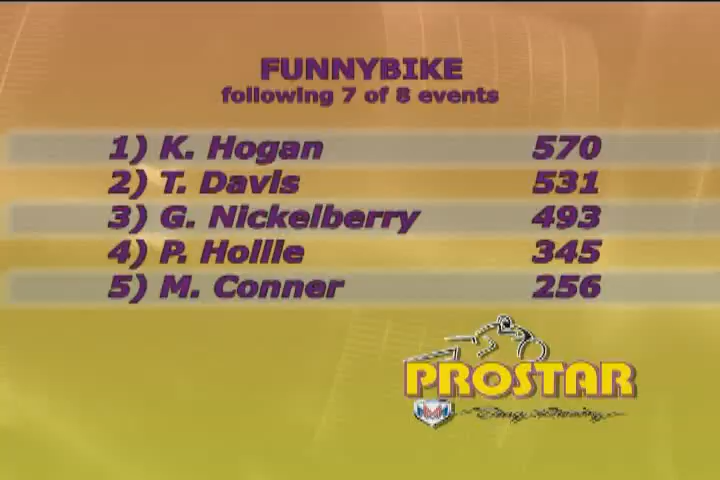 FUNNYBIKE
following 7 of 8 events
1) K. Hogan 570
2) T. Davis 531
3) G. Nickelberry 493
4) P. Hollie 345
5) M. Conner 256
PROSTAR